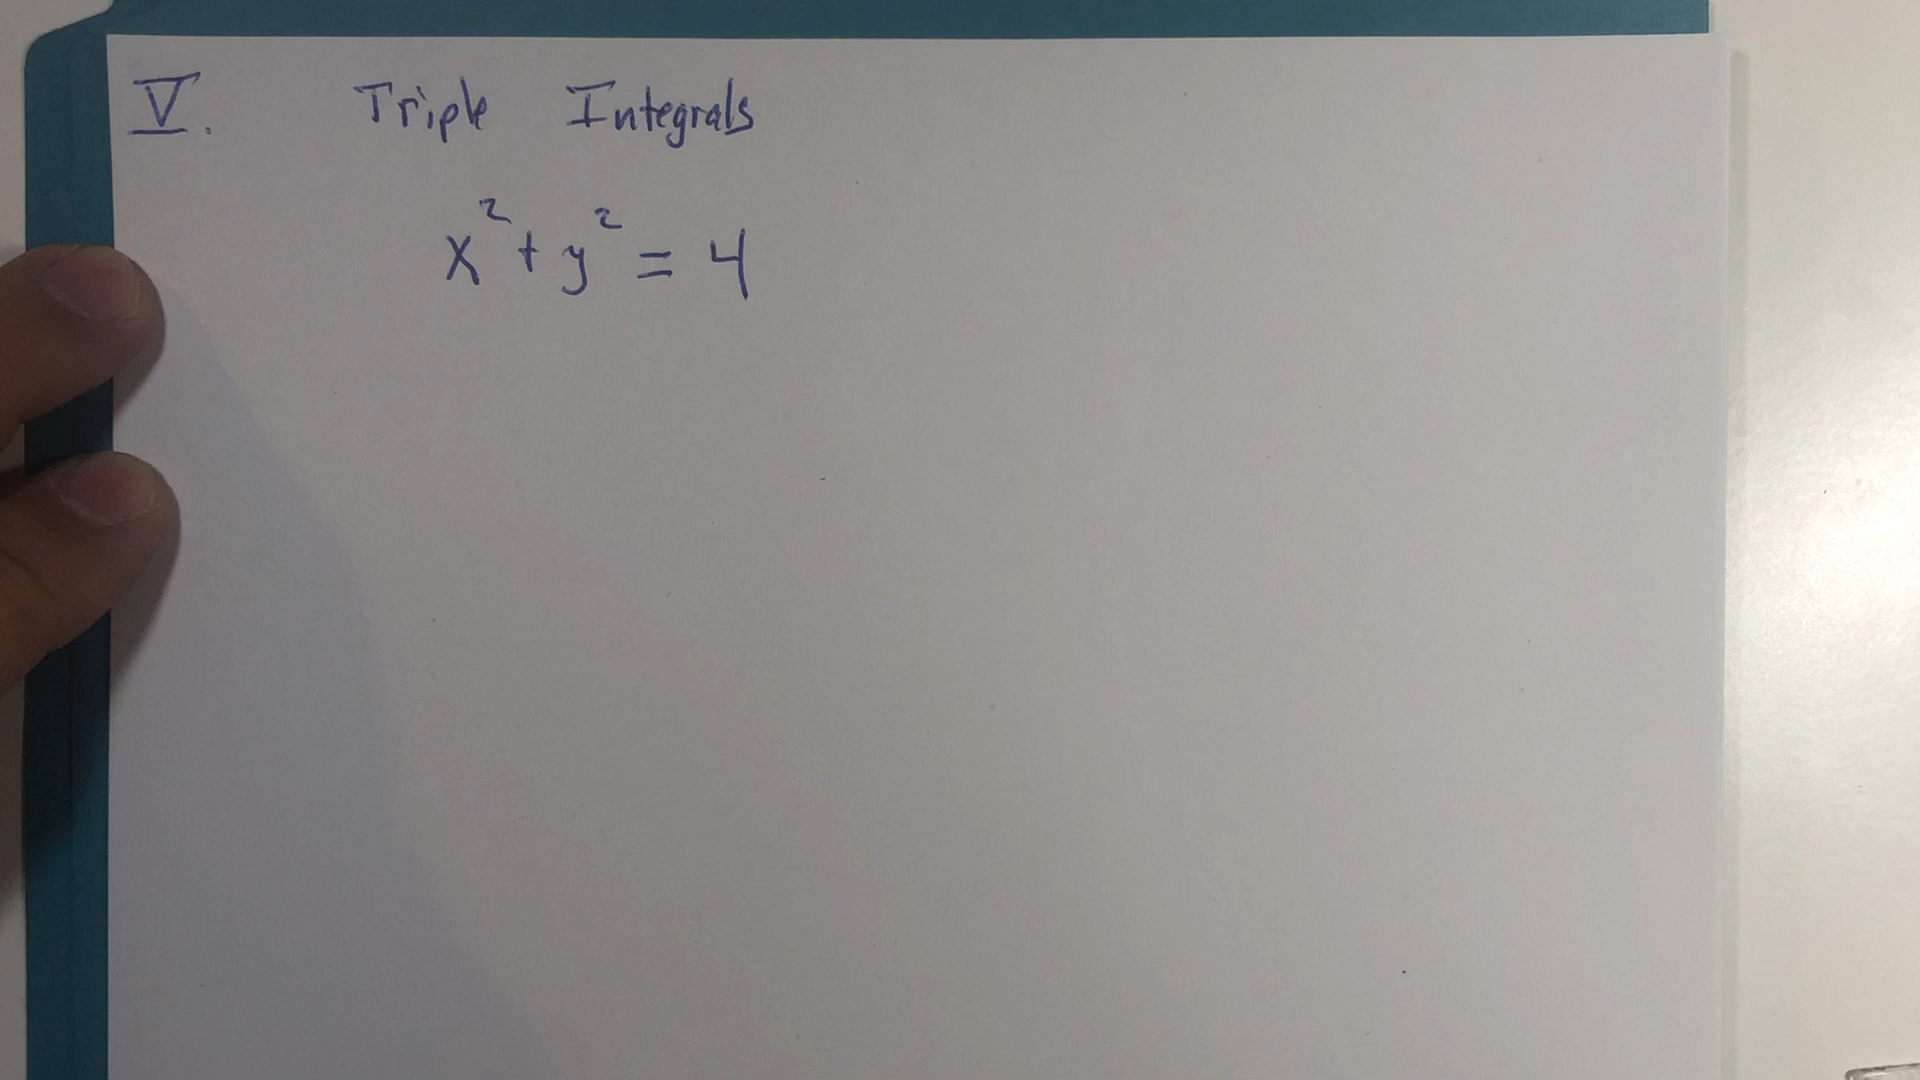 V. Triple Integrals
x² + y² = 4